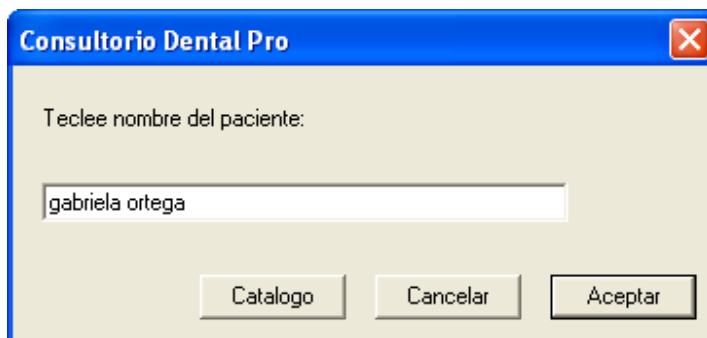 Consultorio Dental Pro
Teclee nombre del paciente:
gabriela ortega
Catalogo Cancelar Aceptar